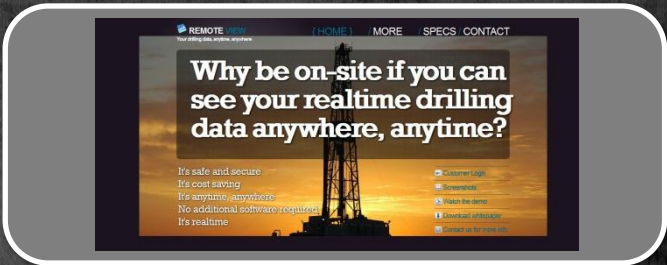 REMOTE VIEW
Your drilling data, anytime, anywhere
{ HOME } / MORE / SPECS / CONTACT
Why be on-site if you can
see your realtime drilling
data anywhere, anytime?
It's safe and secure
It's cost saving
It's anytime, anywhere
No additional software required
It's realtime
Customer Login
Screenshots
Watch the demo
Download whitepaper
Contact us for more info